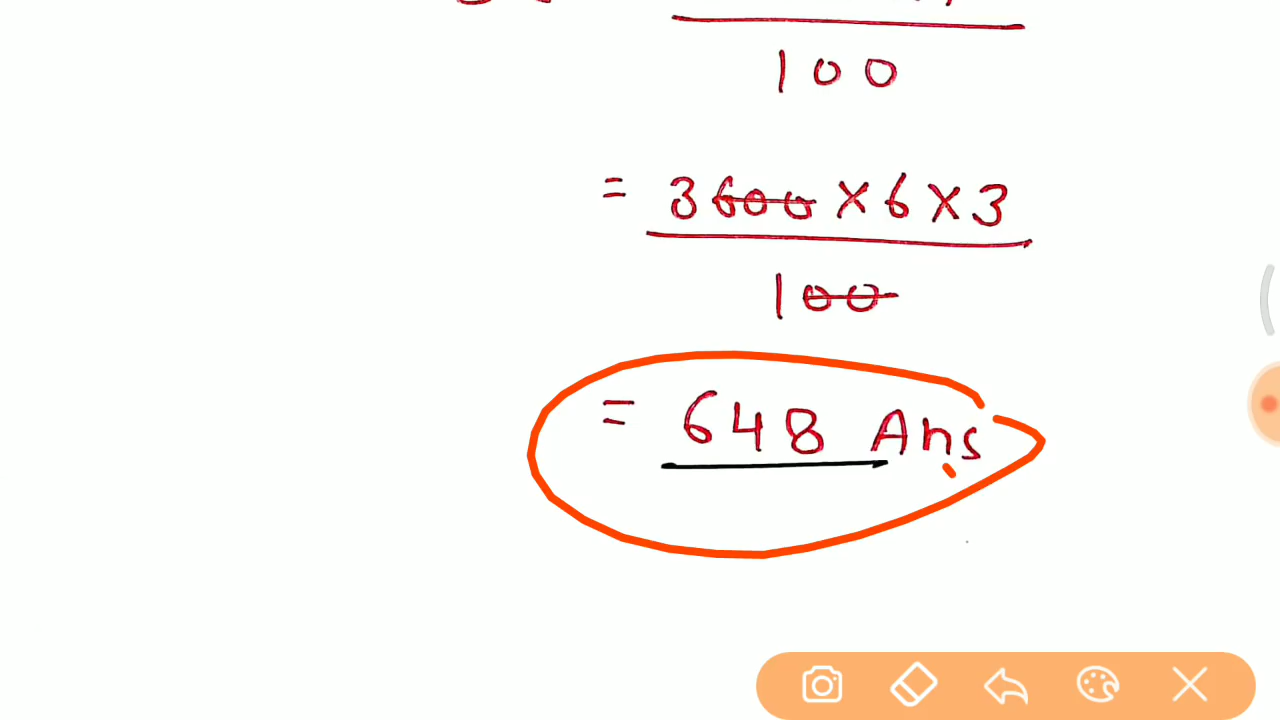 100
= 3600 × 6 × 3
100
= 648 Ans